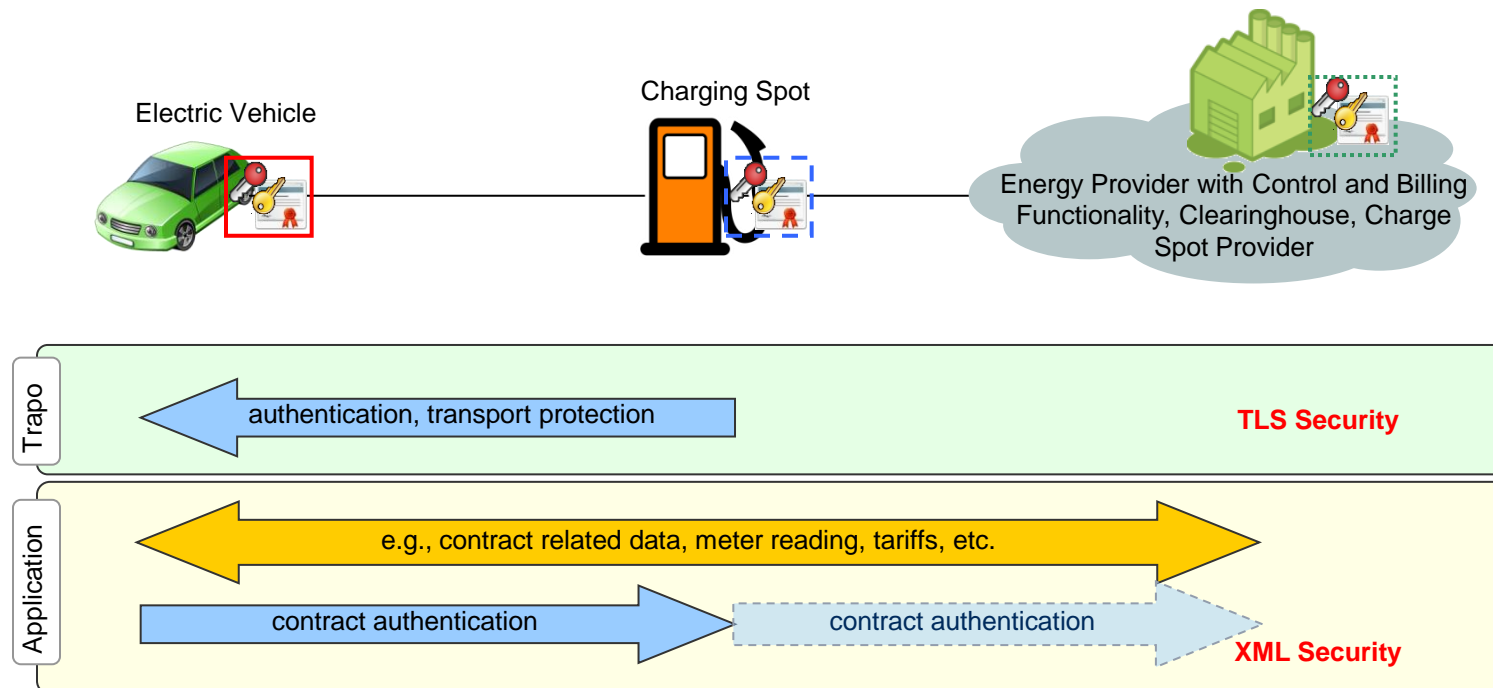 Electric Vehicle
Charging Spot
Energy Provider with Control and Billing
Functionality, Clearinghouse, Charge
Spot Provider
Trapo
authentication, transport protection
TLS Security
Application
e.g., contract related data, meter reading, tariffs, etc.
contract authentication
contract authentication
XML Security